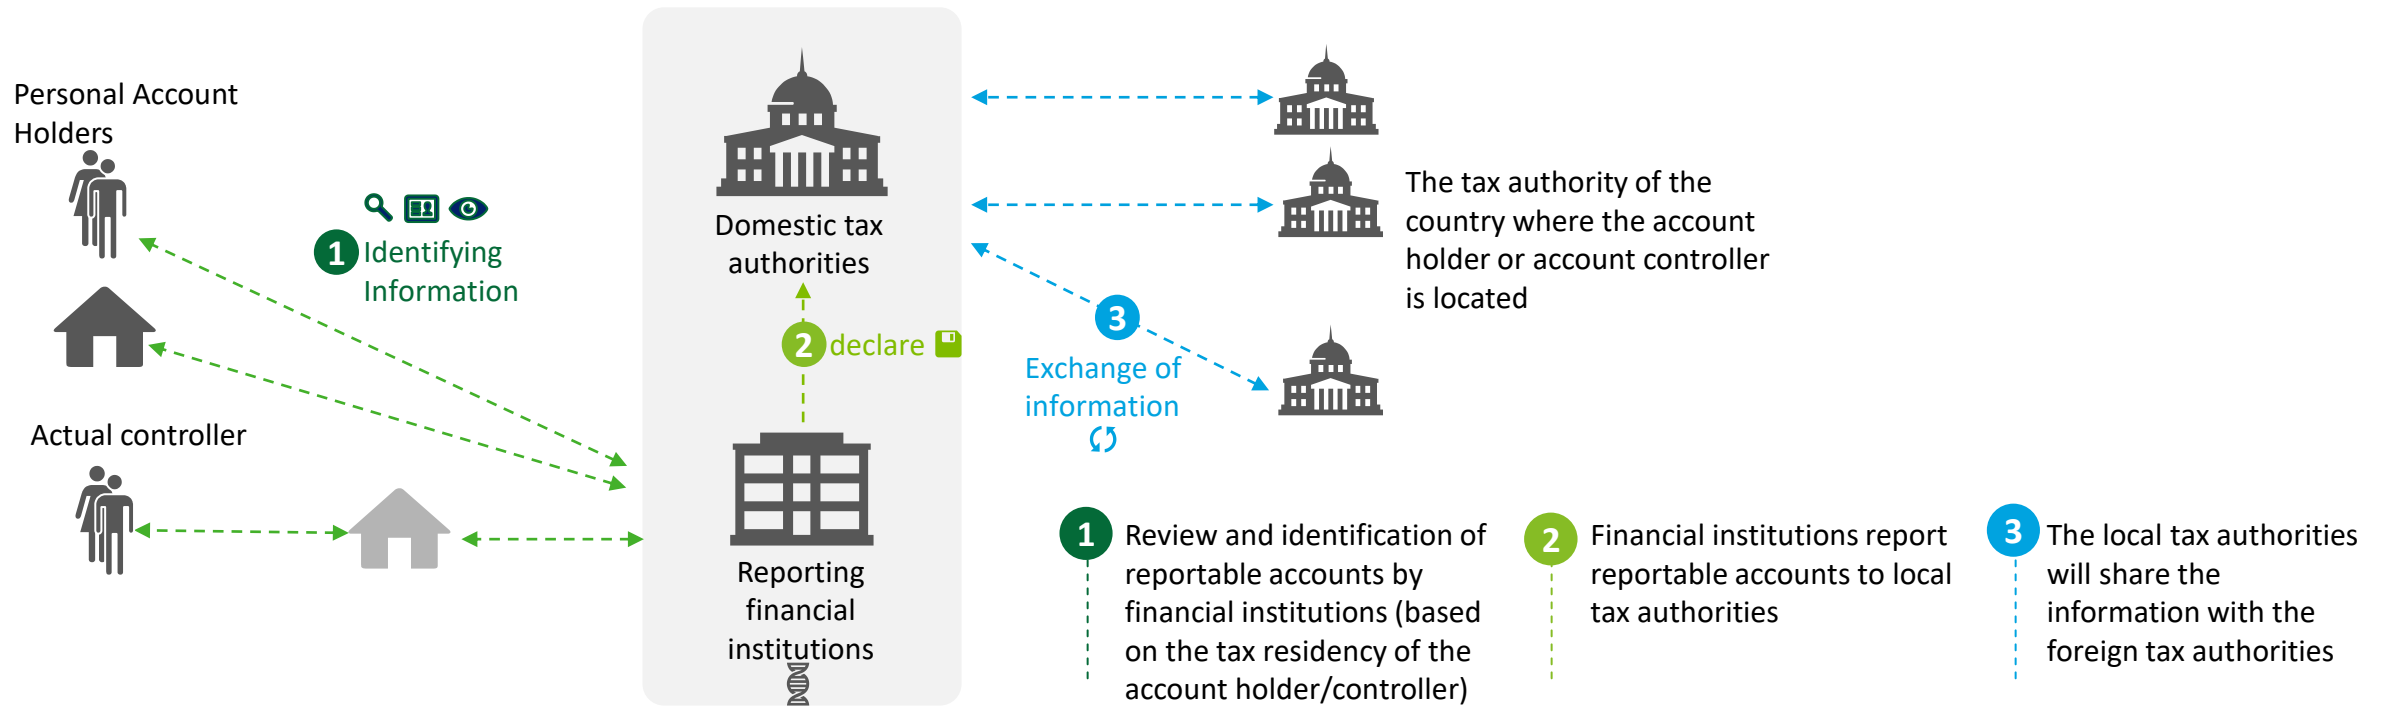 Personal Account
Holders
1 Identifying
Information
Actual controller
Domestic tax
authorities
2 declare
Reporting
financial
institutions
3
Exchange of
information
The tax authority of the
country where the account
holder or account controller
is located
1 Review and identification of
reportable accounts by
financial institutions (based
on the tax residency of the
account holder/controller)
2 Financial institutions report
reportable accounts to local
tax authorities
3 The local tax authorities
will share the
information with the
foreign tax authorities